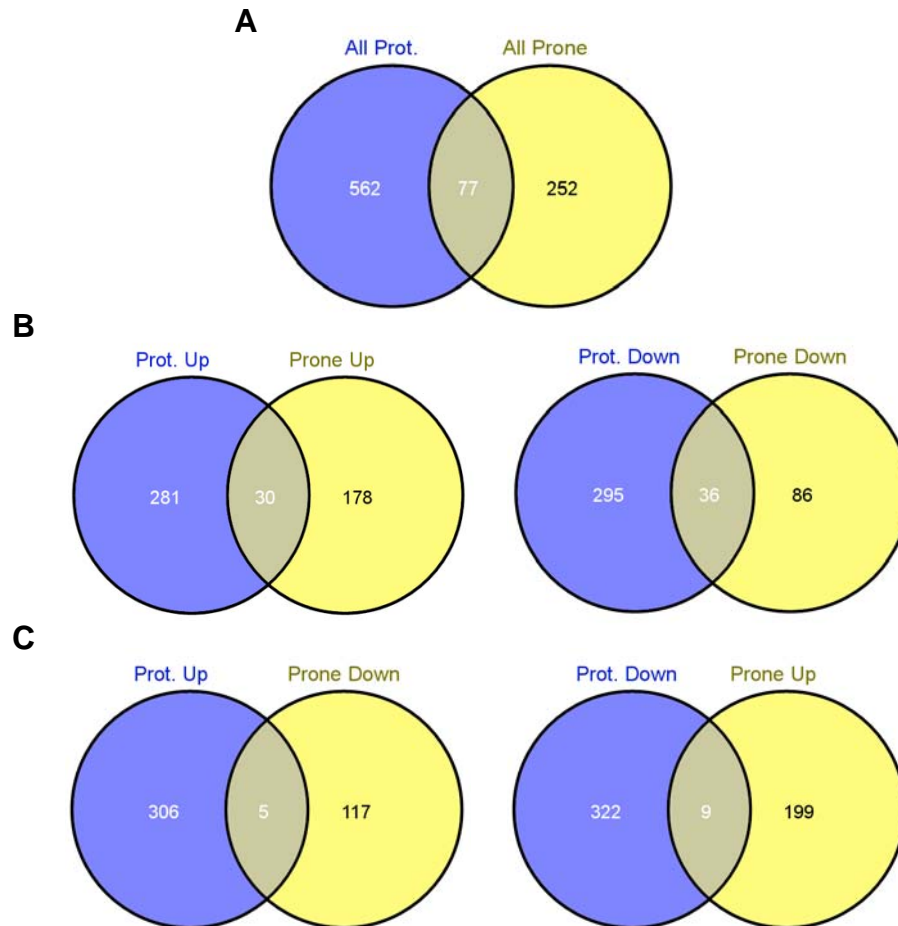 A
All Prot. All Prone
562 77 252
B
Prot. Up Prone Up Prot. Down Prone Down
281 30 178 295 36 86
C
Prot. Up Prone Down Prot. Down Prone Up
306 5 117 322 9 199